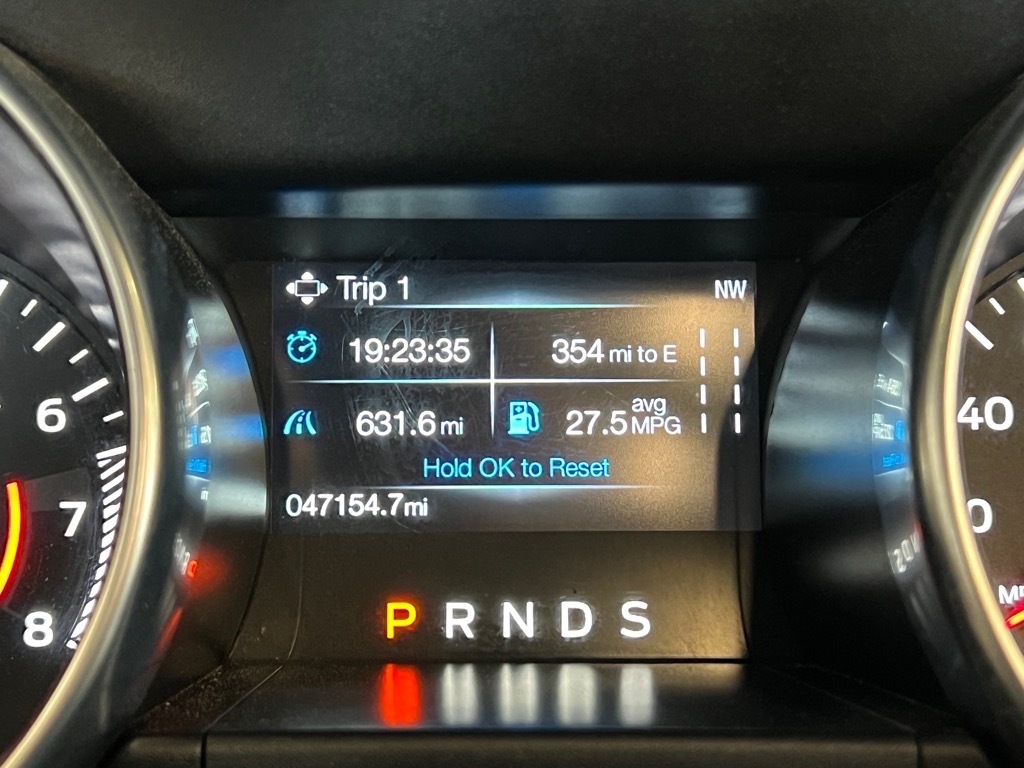 Trip 1 NW
19:23:35 354 mi to E
631.6 mi 27.5 avg MPG
Hold OK to Reset
047154.7mi
P R N D S
6
7
8
40